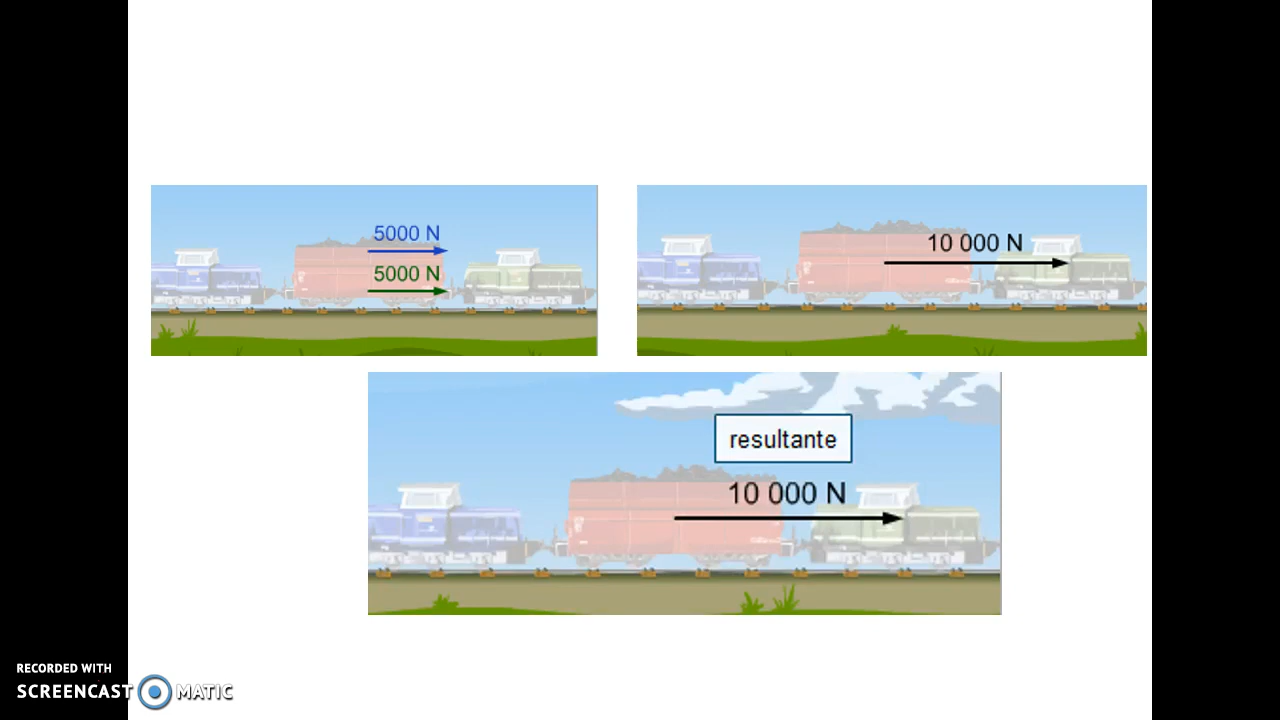 5000 N
5000 N
10 000 N
resultante
10 000 N
RECORDED WITH
SCREENCAST MATIC